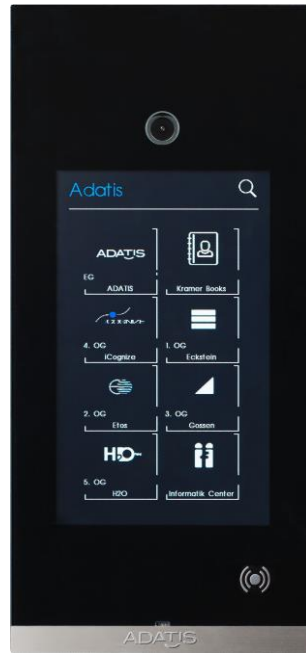 Adatis
ADATIS
EG
ADATIS
Kramer Books
4. OG
iCognize
1. OG
Eckstein
2. OG
Etos
3. OG
Gossen
H2O
5. OG
H2O
Informatik Center
ADATIS